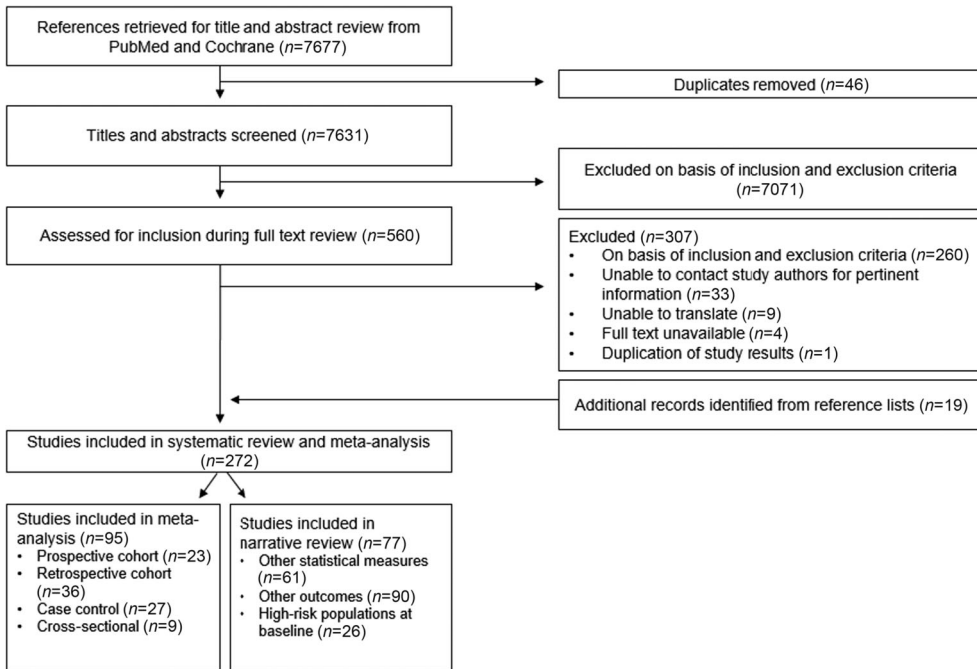 References retrieved for title and abstract review from
PubMed and Cochrane (n=7677)
Duplicates removed (n=46)
Titles and abstracts screened (n=7631)
Excluded on basis of inclusion and exclusion criteria
(n=7071)
Assessed for inclusion during full text review (n=560)
Excluded (n=307)
• On basis of inclusion and exclusion criteria (n=260)
• Unable to contact study authors for pertinent
information (n=33)
• Unable to translate (n=9)
• Full text unavailable (n=4)
• Duplication of study results (n=1)
Additional records identified from reference lists (n=19)
Studies included in systematic review and meta-analysis
(n=272)
Studies included in meta-
analysis (n=95)
• Prospective cohort (n=23)
• Retrospective cohort
(n=36)
• Case control (n=27)
• Cross-sectional (n=9)
Studies included in
narrative review (n=77)
• Other statistical measures
(n=61)
• Other outcomes (n=90)
• High-risk populations at
baseline (n=26)